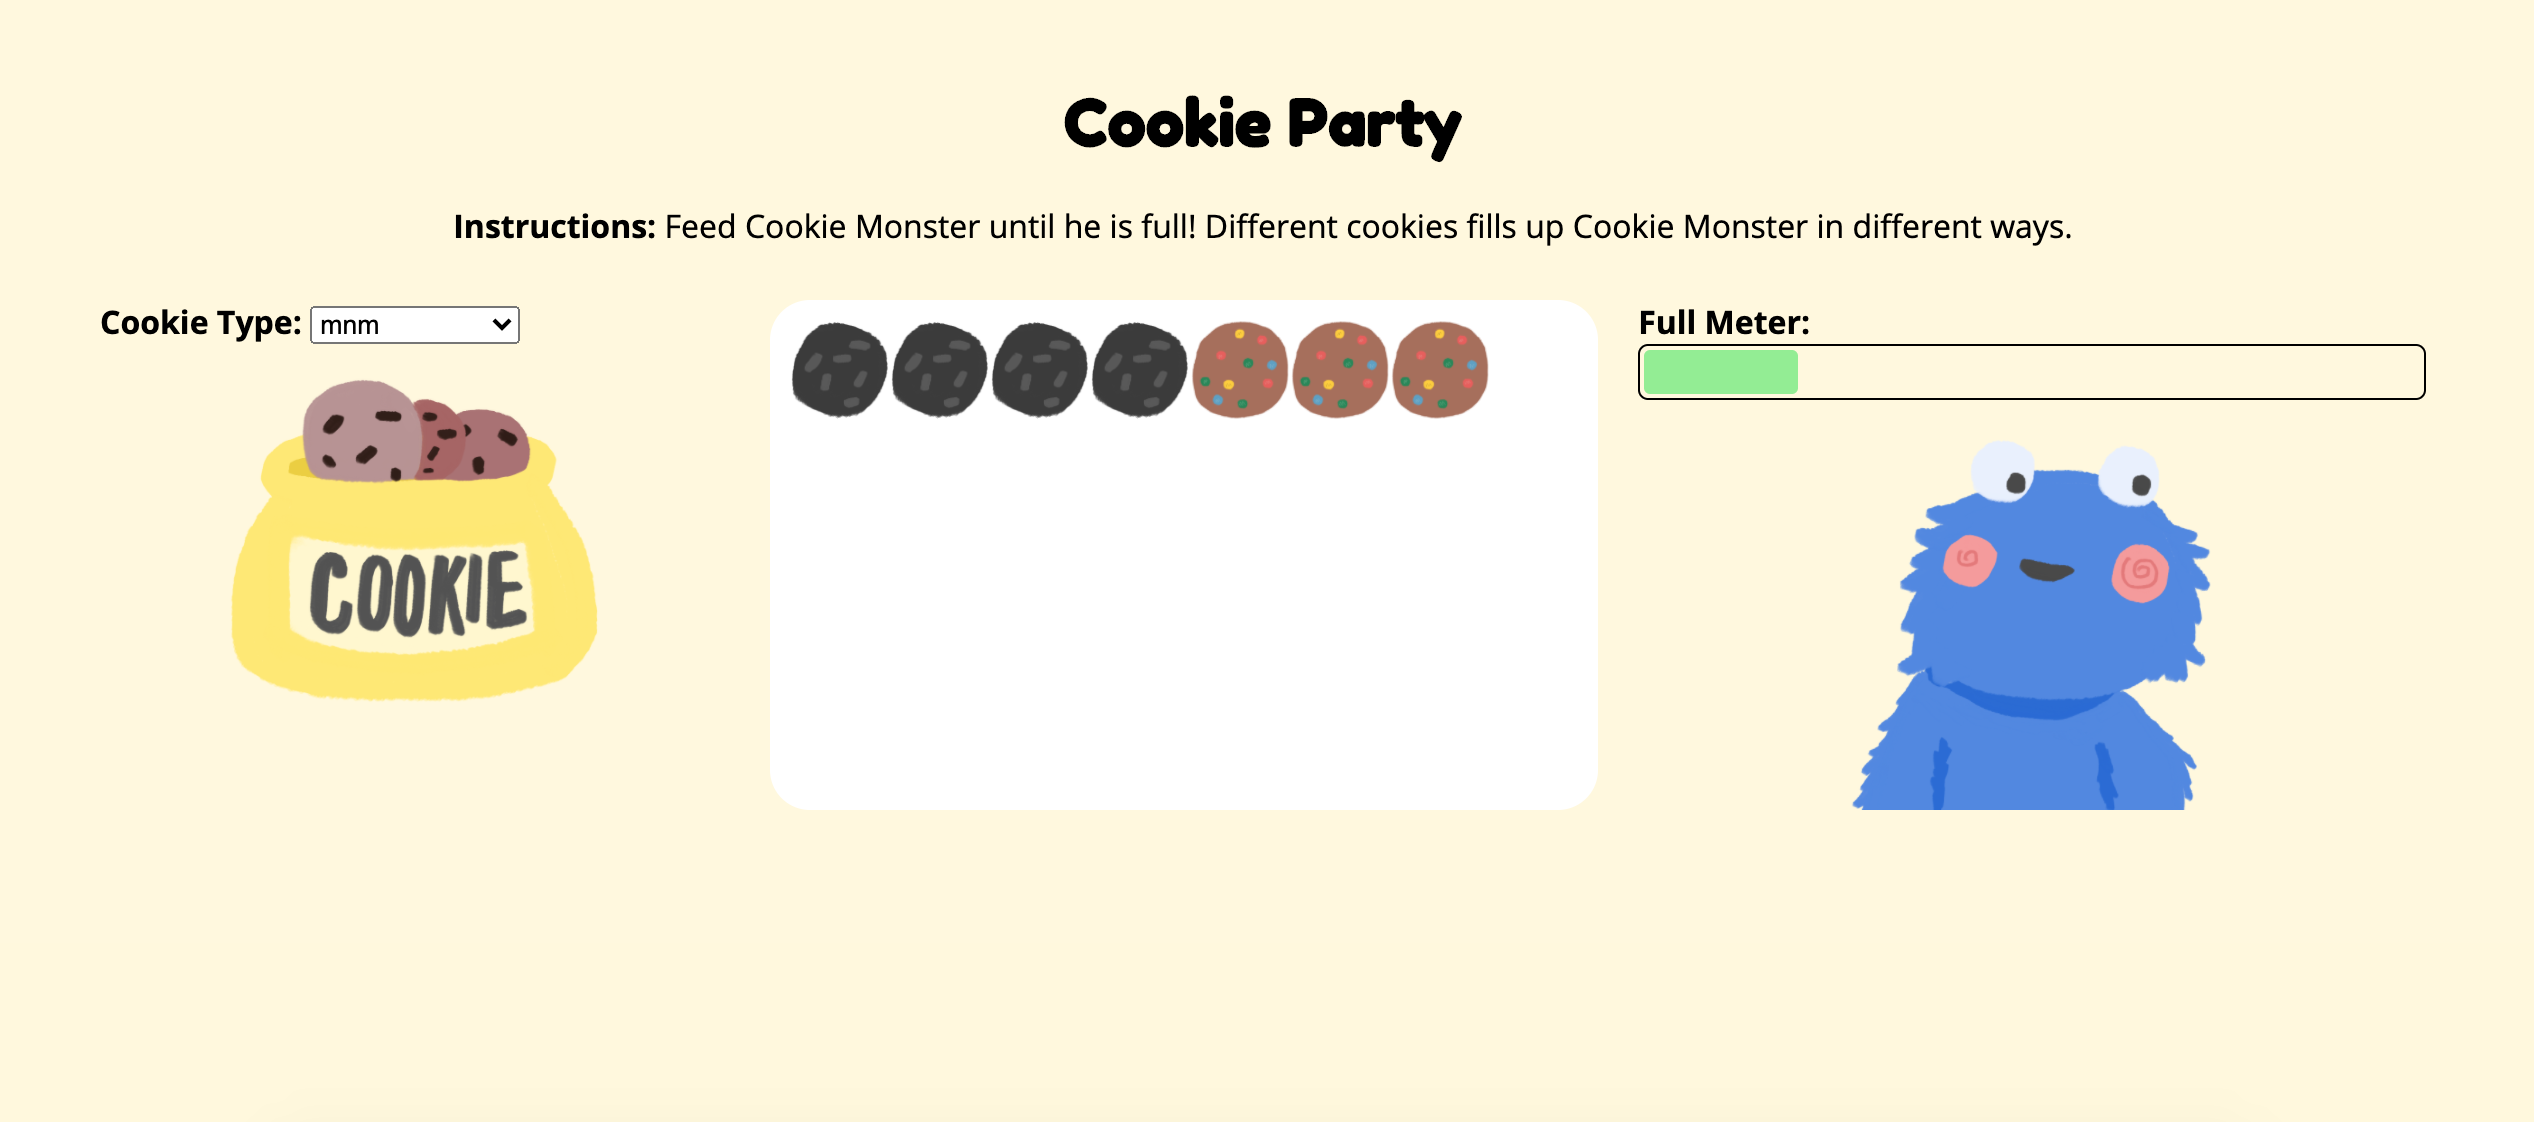 Cookie Party
Instructions: Feed Cookie Monster until he is full! Different cookies fills up Cookie Monster in different ways.
Cookie Type: mnm
COOKIE
Full Meter: